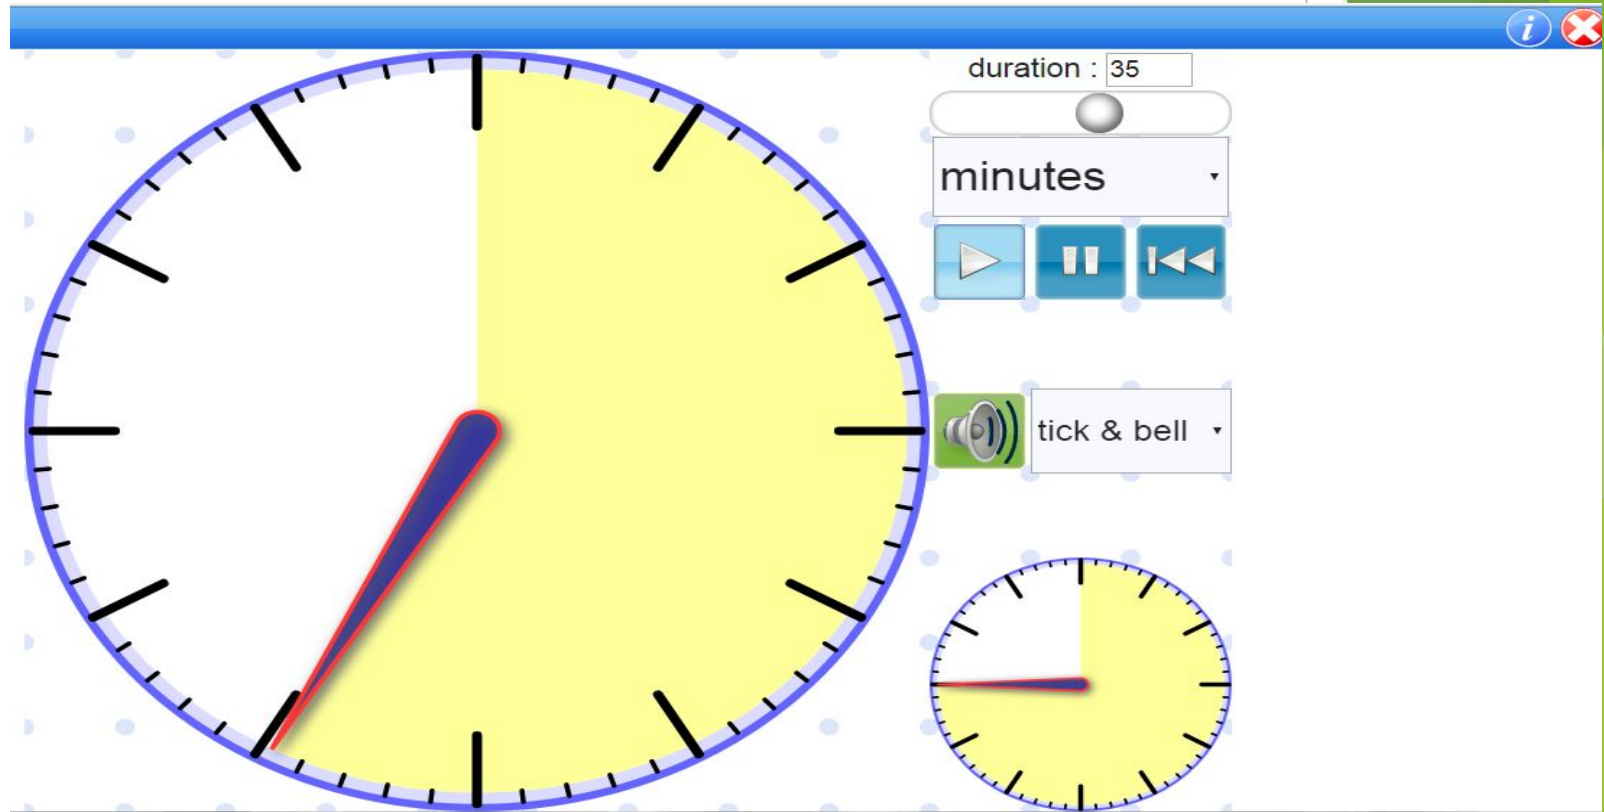 i
duration : 35
minutes
tick & bell